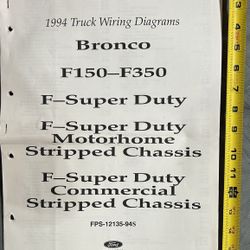 1994 Truck Wiring Diagrams
Bronco
F150–F350
F–Super Duty
F–Super Duty
Motorhome
Stripped Chassis
F–Super Duty
Commercial
Stripped Chassis
FPS–12135–94S
Ford